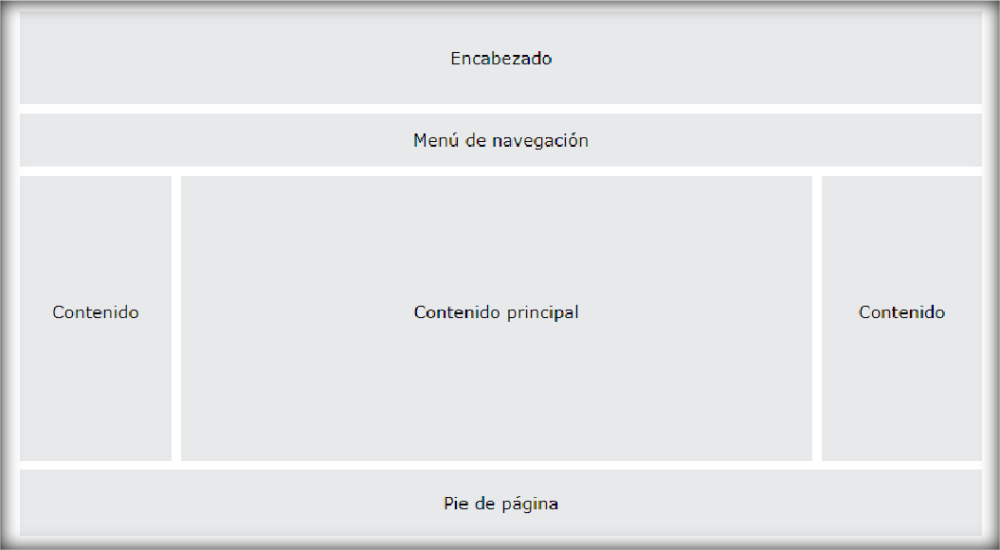 Encabezado
Menú de navegación
Contenido
Contenido principal
Contenido
Pie de página